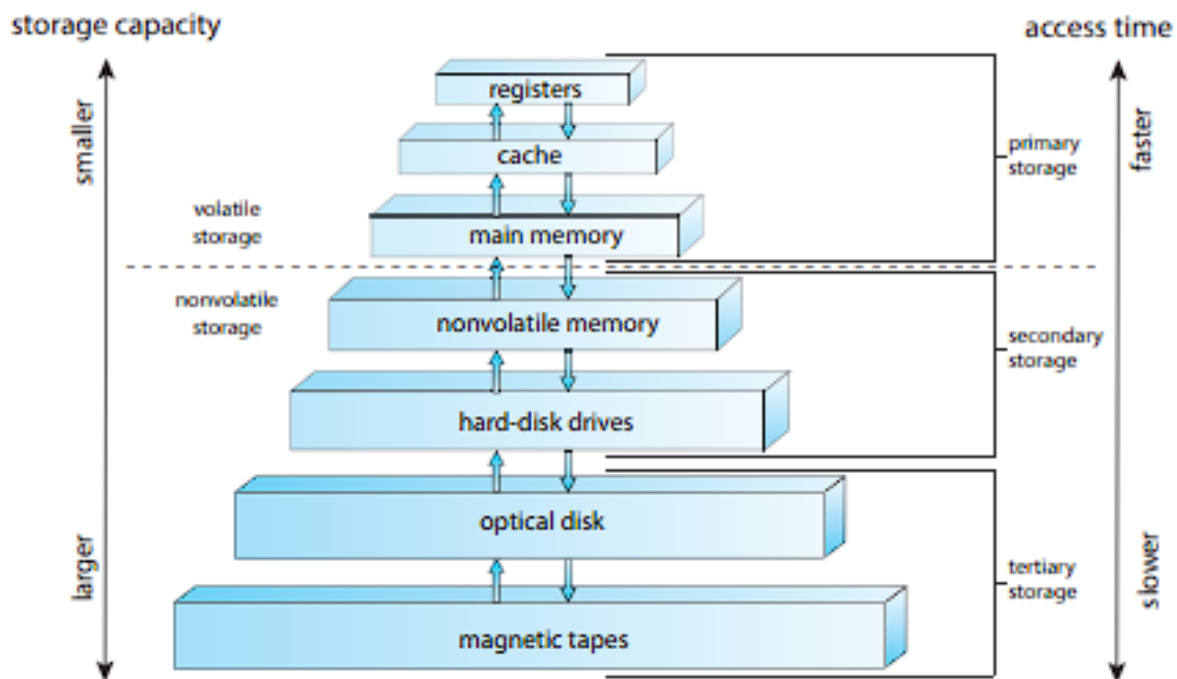 storage capacity
access time
smaller
faster
registers
cache
primary
storage
volatile
storage
main memory
nonvolatile
storage
nonvolatile memory
secondary
storage
hard-disk drives
optical disk
larger
slower
tertiary
storage
magnetic tapes